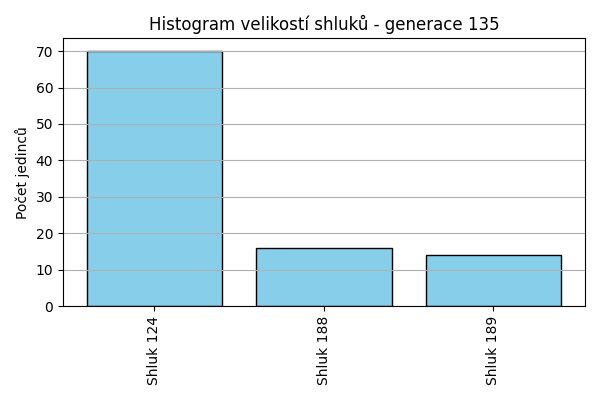 Histogram velikostí shluků - generace 135
Počet jedinců
70
60
50
40
30
20
10
0
Shluk 124
Shluk 188
Shluk 189